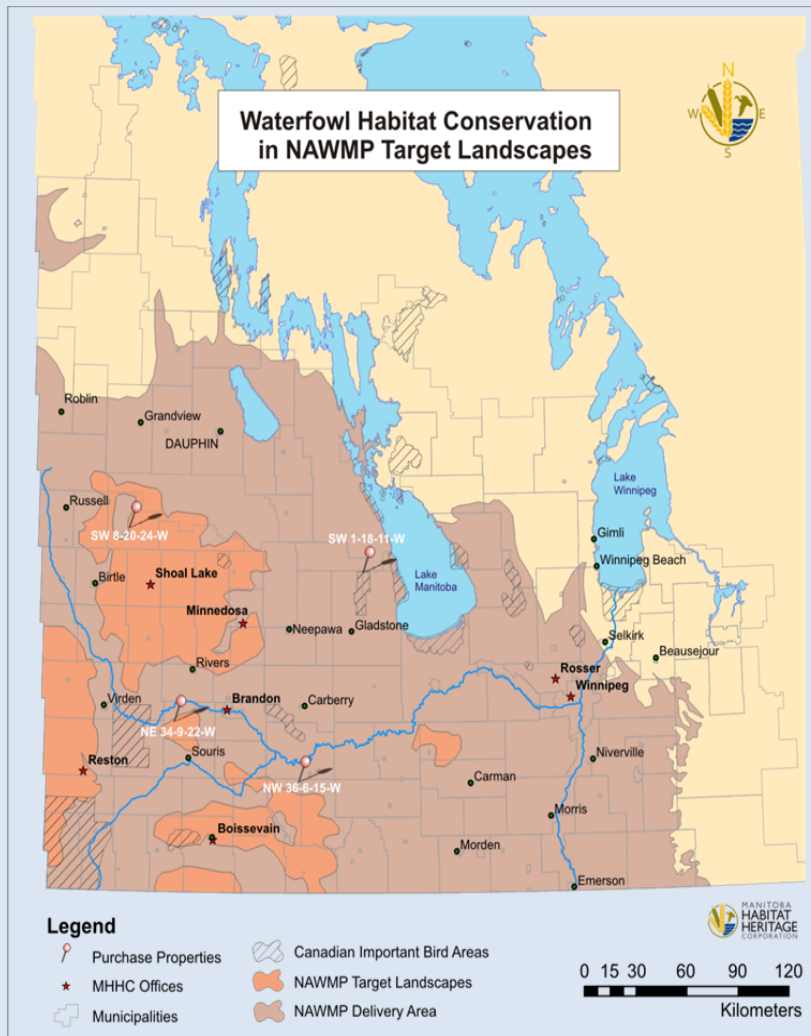 Waterfowl Habitat Conservation
in NAWMP Target Landscapes
N
W
E
S
Roblin
Grandview
DAUPHIN
Russell
SW 8-20-24-W
SW 1-18-11-W
Lake
Winnipeg
Gimli
Winnipeg Beach
Birtle
Shoal Lake
Lake
Manitoba
Minnedosa
Neepawa
Gladstone
Selkirk
Beausejour
Rivers
Rosser
Winnipeg
Virden
Brandon
Carberry
NE 34-9-22-W
Souris
Niverville
Reston
NW 36-6-15-W
Carman
Morris
Boissevain
Morden
Emerson
Legend
Purchase Properties
MHHC Offices
Municipalities
Canadian Important Bird Areas
NAWMP Target Landscapes
NAWMP Delivery Area
MANITOBA
HABITAT
HERITAGE
CORPORATION
0 15 30 60 90 120
Kilometers